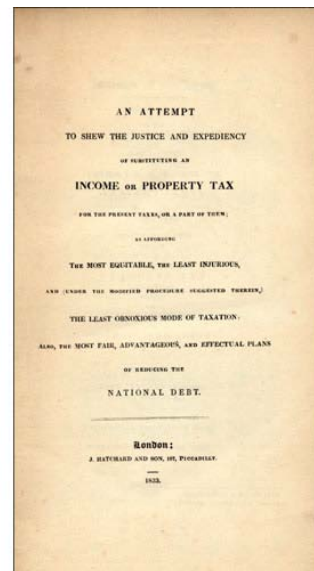 AN ATTEMPT
TO SHEW THE JUSTICE AND EXPEDIENCY
OF SUBSTITUTING AN
INCOME OR PROPERTY TAX
FOR THE PRESENT TAXES, OR A PART OF THEM;
AS AFFORDING
THE MOST EQUITABLE, THE LEAST INJURIOUS,
AND (UNDER THE MODIFIED PROCEDURE SUGGESTED THEREIN,)
THE LEAST OBNOXIOUS MODE OF TAXATION:
ALSO, THE MOST FAIR, ADVANTAGEOUS, AND EFFECTUAL PLANS
OF REDUCING THE
NATIONAL DEBT.
London:
J. HATCHARD AND SON, 187, PICCADILLY.
1833.